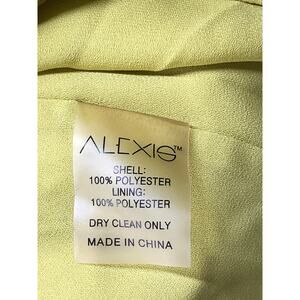 ALEXIS™
SHELL:
100% POLYESTER
LINING:
100% POLYESTER
DRY CLEAN ONLY
MADE IN CHINA